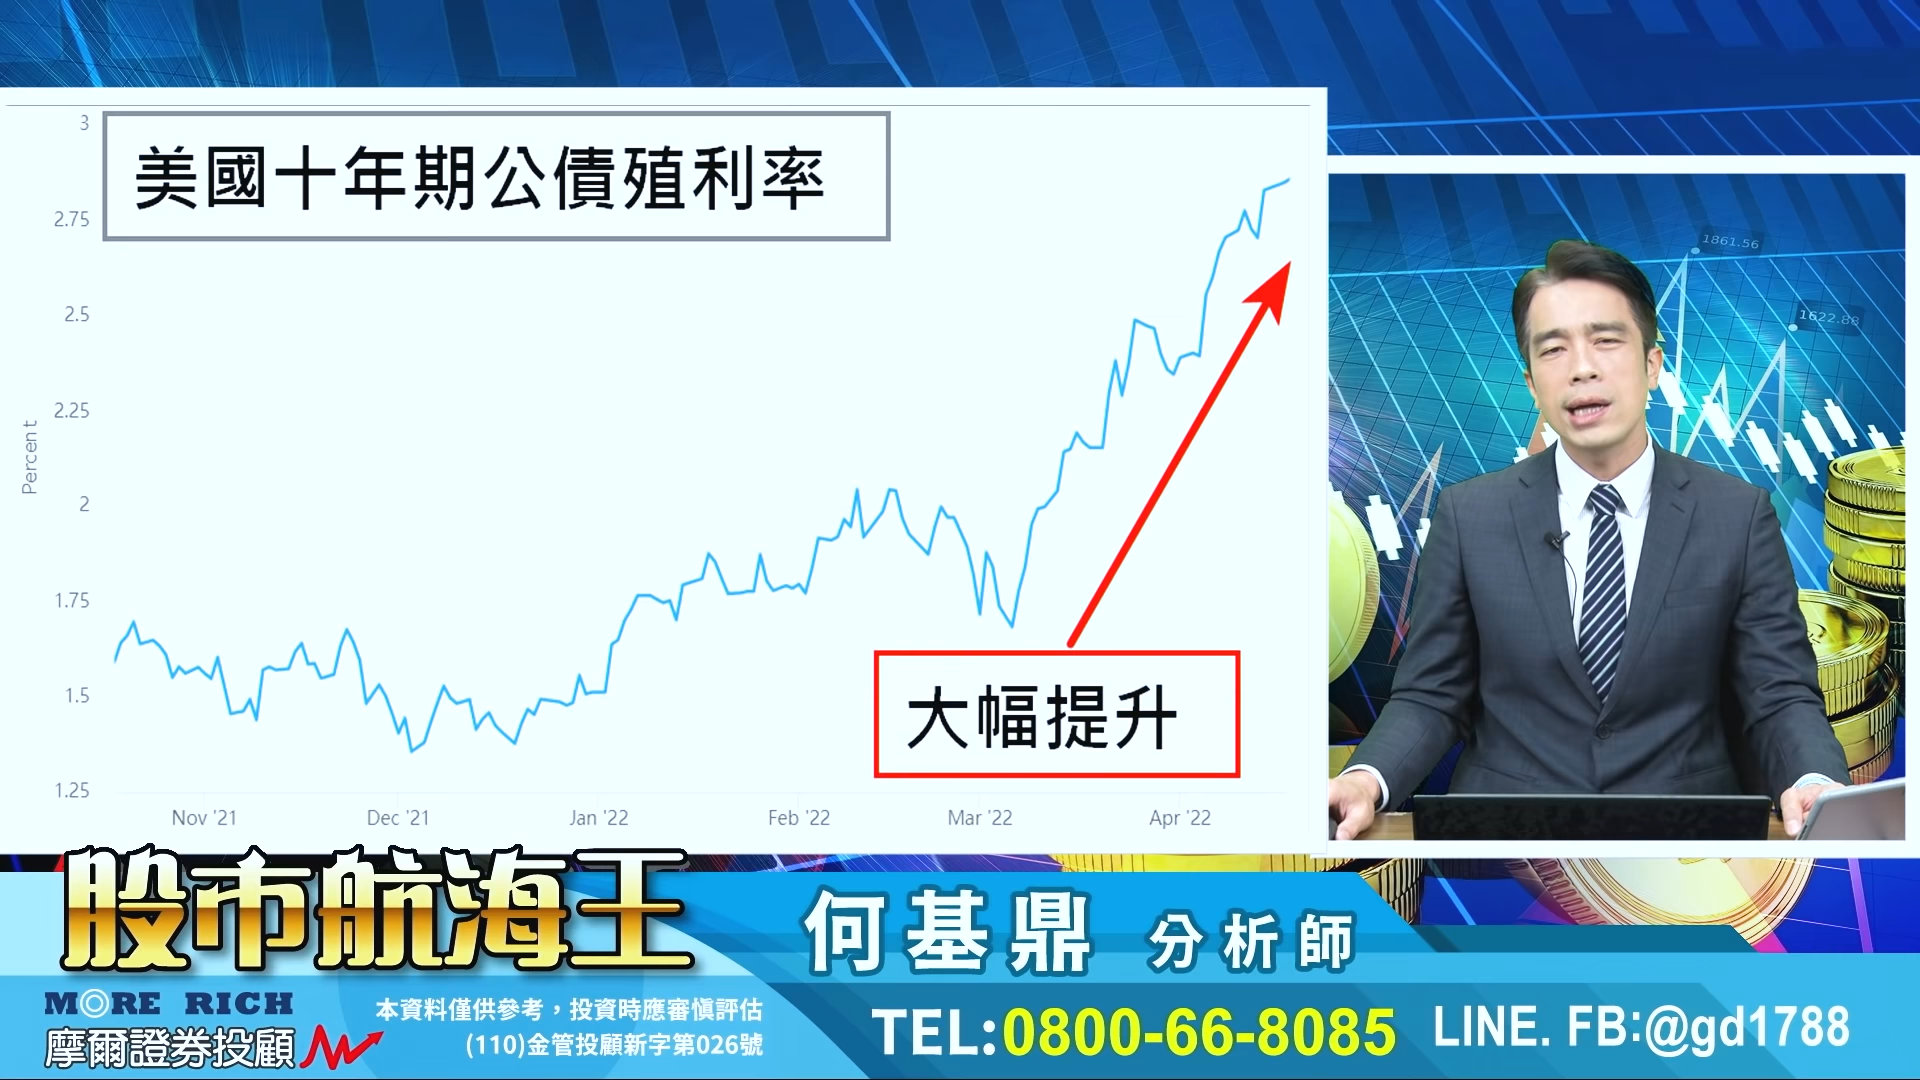 美國十年期公債殖利率
3
2.75
2.5
2.25
2
1.75
1.5
1.25
Percent
Nov '21
Dec '21
Jan '22
Feb '22
Mar '22
Apr '22
大幅提升
1861.56
1622.88
股市航海王
MORE RICH
摩爾證券投顧
本資料僅供參考，投資時應審慎評估
(110)金管投顧新字第026號
何基鼎 分析師
TEL:0800-66-8085
LINE. FB:@gd1788